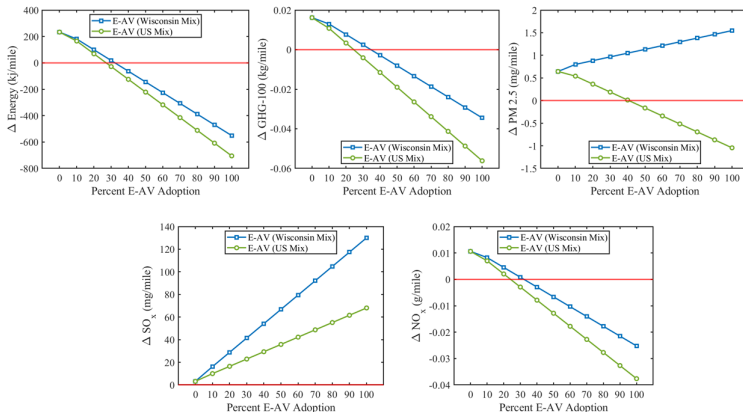 400
200
0
-200
-400
-600
-800
Δ Energy (kj/mile)
E-AV (Wisconsin Mix)
E-AV (US Mix)
0 10 20 30 40 50 60 70 80 90 100
Percent E-AV Adoption
0.02
0
-0.02
-0.04
-0.06
Δ GHG-100 (kg/mile)
E-AV (Wisconsin Mix)
E-AV (US Mix)
0 10 20 30 40 50 60 70 80 90 100
Percent E-AV Adoption
2
1.5
1
0.5
0
-0.5
-1
-1.5
Δ PM 2.5 (mg/mile)
E-AV (Wisconsin Mix)
E-AV (US Mix)
0 10 20 30 40 50 60 70 80 90 100
Percent E-AV Adoption
140
120
100
80
60
40
20
0
Δ SOx (mg/mile)
E-AV (Wisconsin Mix)
E-AV (US Mix)
0 10 20 30 40 50 60 70 80 90 100
Percent E-AV Adoption
0.02
0.01
0
-0.01
-0.02
-0.03
-0.04
Δ NOx (g/mile)
E-AV (Wisconsin Mix)
E-AV (US Mix)
0 10 20 30 40 50 60 70 80 90 100
Percent E-AV Adoption